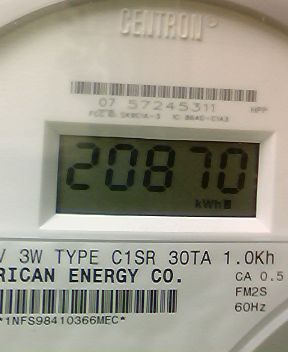 CENTRON®
07 57245311 HPP
20870
kWh
V 3W TYPE C1SR 30TA 1.0Kh
RICAN ENERGY CO. CA 0.5
FM2S
*1NFS98410366MEC* 60Hz